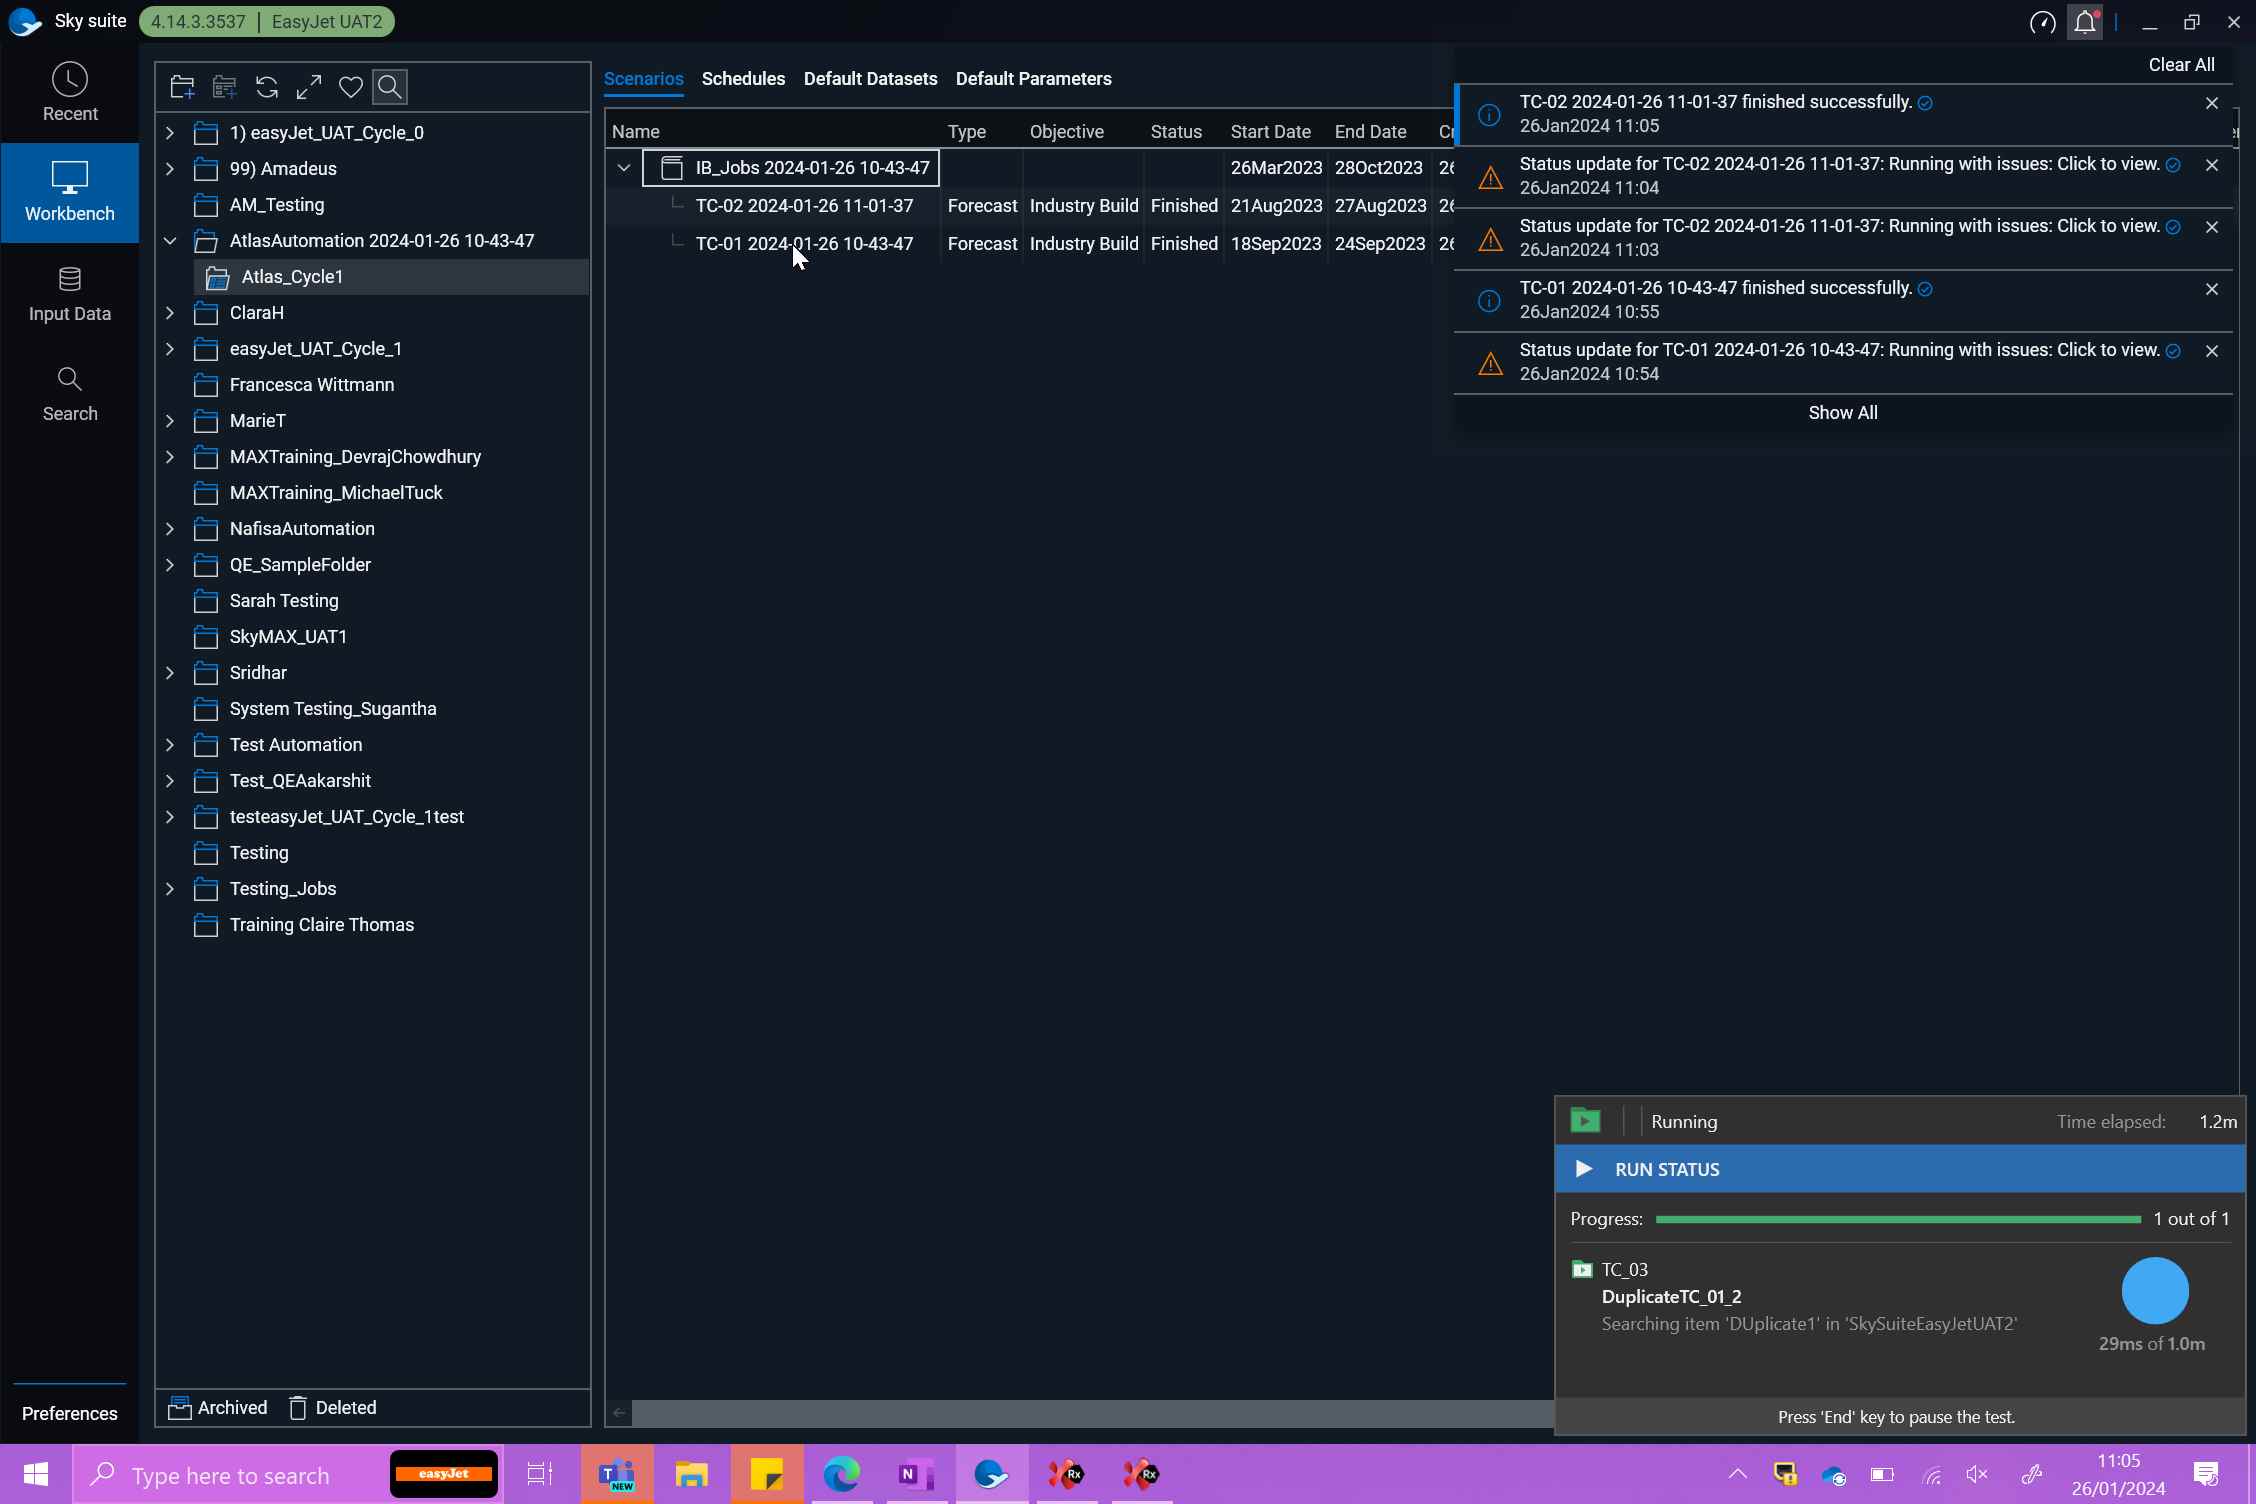 Sky suite 4.14.3.3537 | EasyJet UAT2
Recent
Workbench
Input Data
Search
Preferences
1) easyJet_UAT_Cycle_0
99) Amadeus
AM_Testing
AtlasAutomation 2024-01-26 10-43-47
Atlas_Cycle1
ClaraH
easyJet_UAT_Cycle_1
Francesca Wittmann
MarieT
MAXTraining_DevrajChowdhury
MAXTraining_MichaelTuck
NafisaAutomation
QE_SampleFolder
Sarah Testing
SkyMAX_UAT1
Sridhar
System Testing_Sugantha
Test Automation
Test_QEAakarshit
testeasyJet_UAT_Cycle_1test
Testing
Testing_Jobs
Training Claire Thomas
Archived Deleted
Scenarios Schedules Default Datasets Default Parameters
Name Type Objective Status Start Date End Date
IB_Jobs 2024-01-26 10-43-47 26Mar2023 28Oct2023 26
TC-02 2024-01-26 11-01-37 Forecast Industry Build Finished 21Aug2023 27Aug2023 26
TC-01 2024-01-26 10-43-47 Forecast Industry Build Finished 18Sep2023 24Sep2023 26
Clear All
TC-02 2024-01-26 11-01-37 finished successfully.
26Jan2024 11:05
Status update for TC-02 2024-01-26 11-01-37: Running with issues: Click to view.
26Jan2024 11:04
Status update for TC-02 2024-01-26 11-01-37: Running with issues: Click to view.
26Jan2024 11:03
TC-01 2024-01-26 10-43-47 finished successfully.
26Jan2024 10:55
Status update for TC-01 2024-01-26 10-43-47: Running with issues: Click to view.
26Jan2024 10:54
Show All
Running Time elapsed: 1.2m
RUN STATUS
Progress: 1 out of 1
TC_03
DuplicateTC_01_2
Searching item 'DUplicate1' in 'SkySuiteEasyJetUAT2'
29ms of 1.0m
Press 'End' key to pause the test.
Type here to search
easyJet
T
NEW
N
Rx
Rx
11:05
26/01/2024